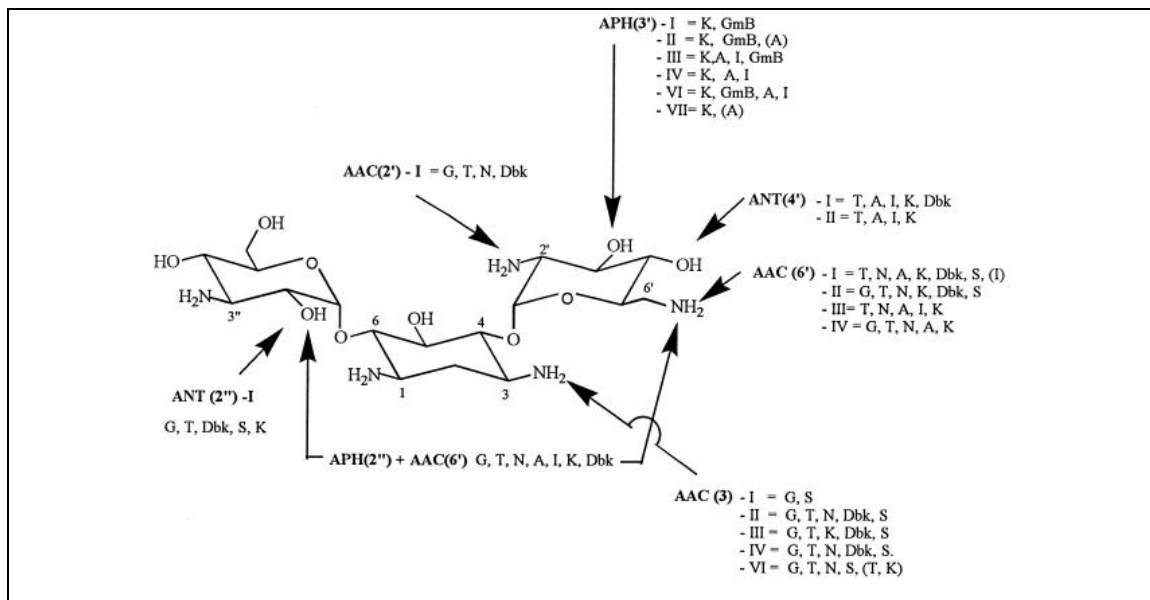 APH(3') - I = K, GmB
- II = K, GmB, (A)
- III = K,A, I, GmB
- IV = K, A, I
- VI = K, GmB, A, I
- VII= K, (A)
AAC(2') - I = G, T, N, Dbk
ANT(4') - I = T, A, I, K, Dbk
- II = T, A, I, K
AAC (6') - I = T, N, A, K, Dbk, S, (I)
- II = G, T, N, K, Dbk, S
- III= T, N, A, I, K
- IV = G, T, N, A, K
OH
HO
O
H2N
3"
OH
O
6
OH
4
O
H2N
1
3
NH2
H2N
2'
OH
OH
O
6'
NH2
ANT (2") -I
G, T, Dbk, S, K
APH(2") + AAC(6') G, T, N, A, I, K, Dbk
AAC (3) - I = G, S
- II = G, T, N, Dbk, S
- III = G, T, K, Dbk, S
- IV = G, T, N, Dbk, S.
- VI = G, T, N, S, (T, K)